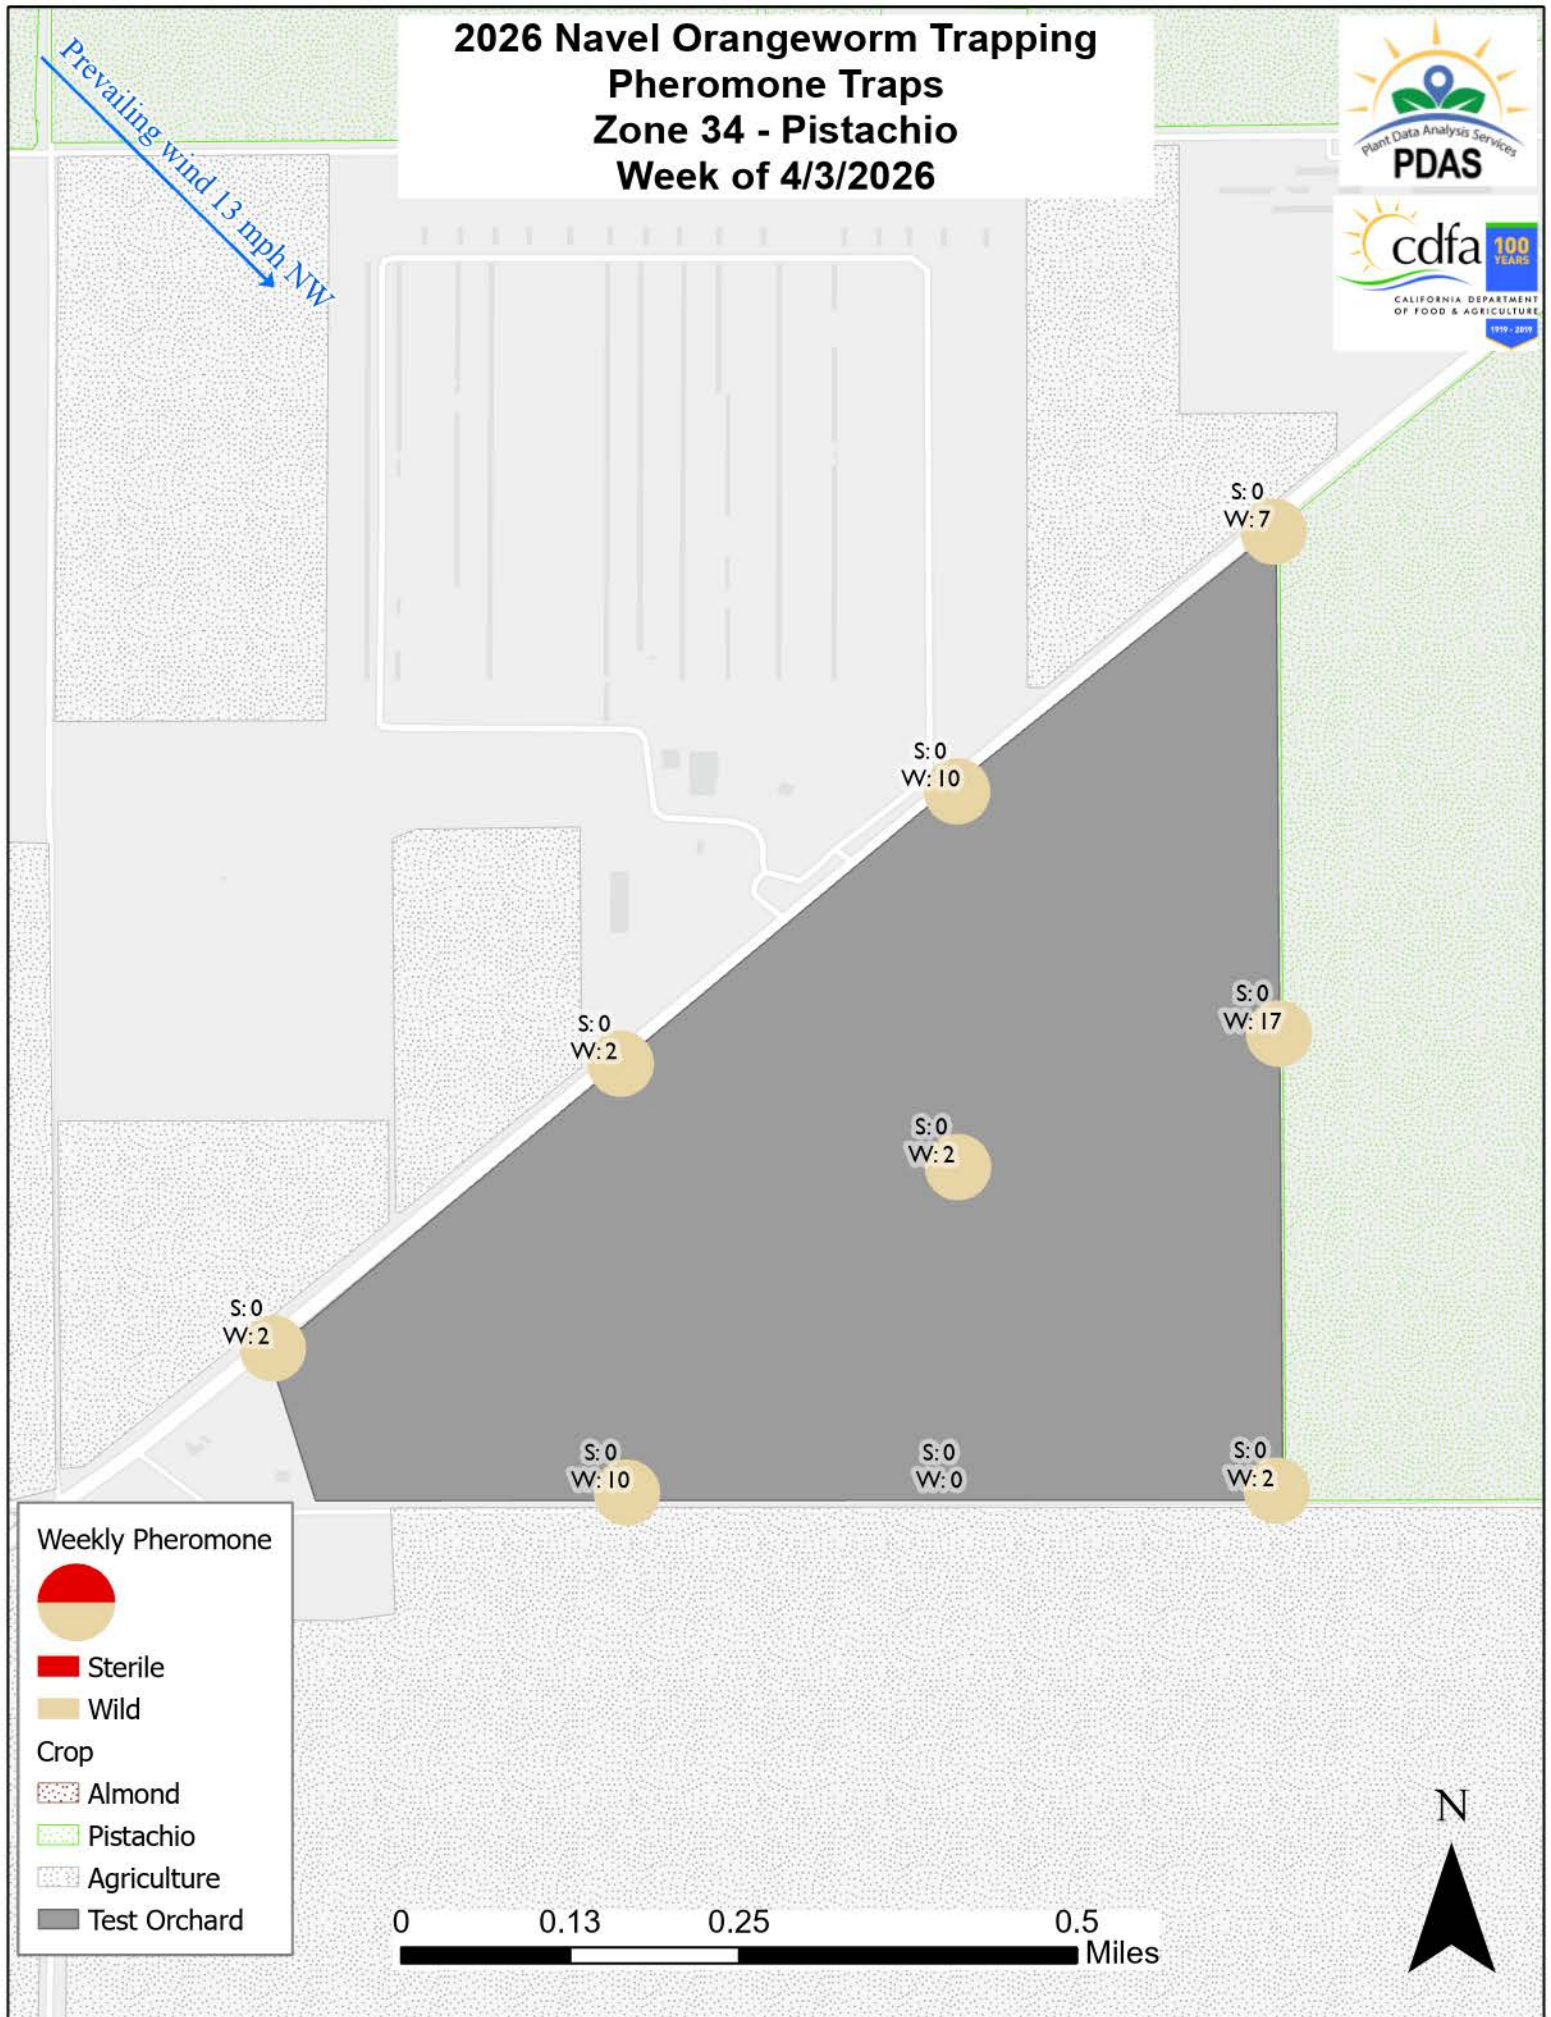 2026 Navel Orangeworm Trapping
Pheromone Traps
Zone 34 - Pistachio
Week of 4/3/2026
Prevailing wind 13 mph NW
Plant Data Analysis Services
PDAS
cdfa
100
YEARS
CALIFORNIA DEPARTMENT
OF FOOD & AGRICULTURE
1919 - 2019
S: 0
W: 7
S: 0
W: 10
S: 0
W: 17
S: 0
W: 2
S: 0
W: 2
S: 0
W: 2
S: 0
W: 10
S: 0
W: 0
S: 0
W: 2
Weekly Pheromone
Sterile
Wild
Crop
Almond
Pistachio
Agriculture
Test Orchard
0 0.13 0.25 0.5
Miles
N